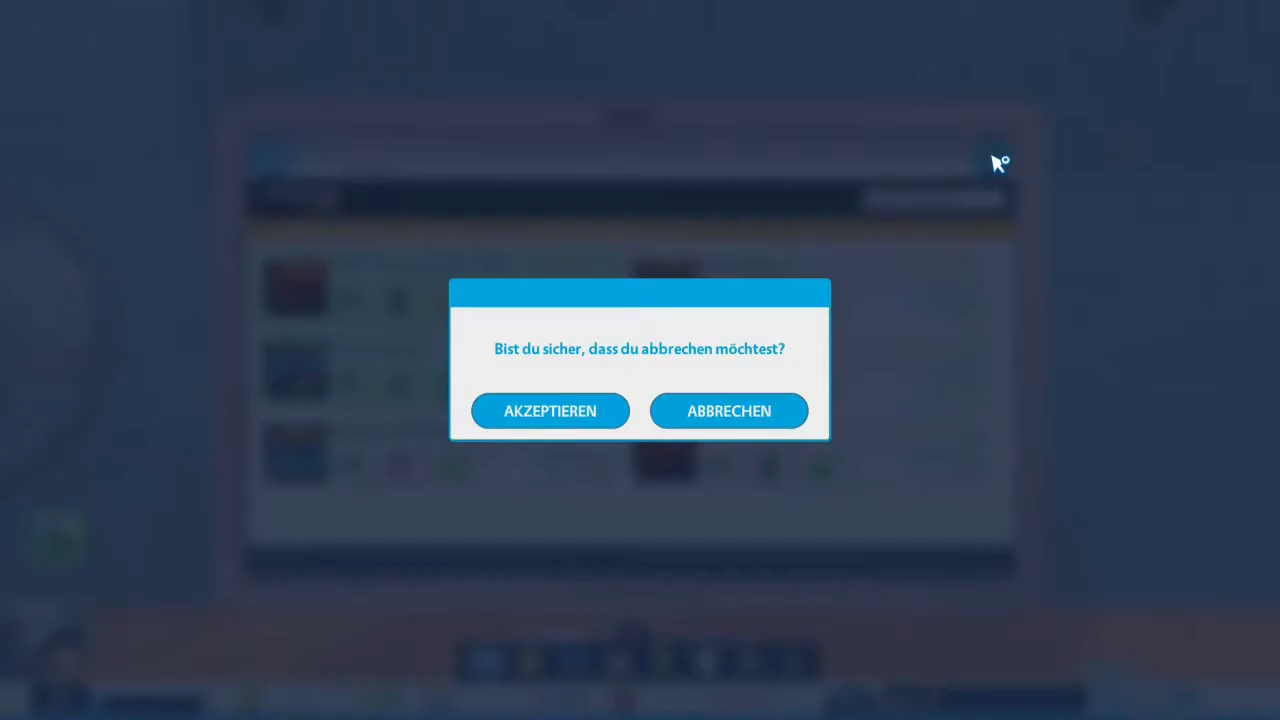 Bist du sicher, dass du abbrechen möchtest?
AKZEPTIEREN
ABBRECHEN